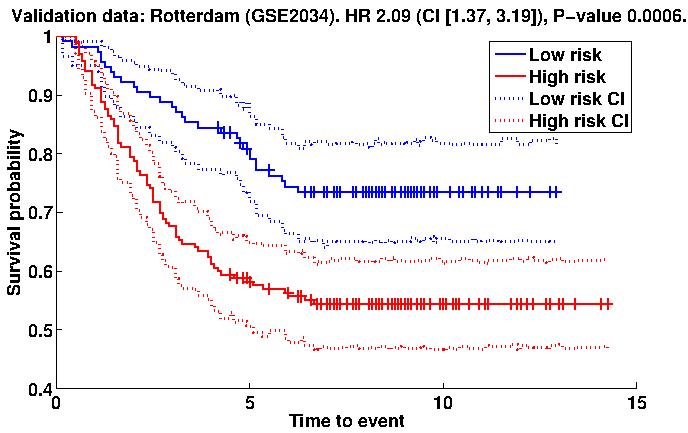 Validation data: Rotterdam (GSE2034). HR 2.09 (CI [1.37, 3.19]), P−value 0.0006.
1
0.9
0.8
0.7
0.6
0.5
0.4
Survival probability
Low risk
High risk
Low risk CI
High risk CI
0 5 10 15
Time to event